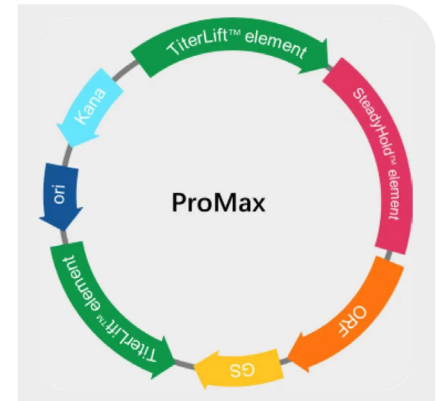 TiterLift™ element
SteadyHold™ element
ORF
GS
TiterLift™ element
ori
Kana
ProMax